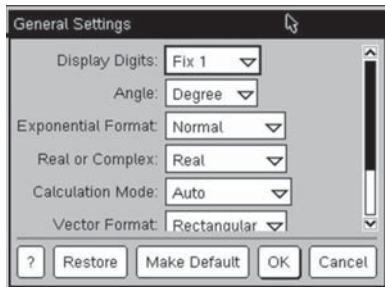 General Settings
Display Digits: Fix 1
Angle: Degree
Exponential Format: Normal
Real or Complex: Real
Calculation Mode: Auto
Vector Format: Rectangular
? Restore Make Default OK Cancel